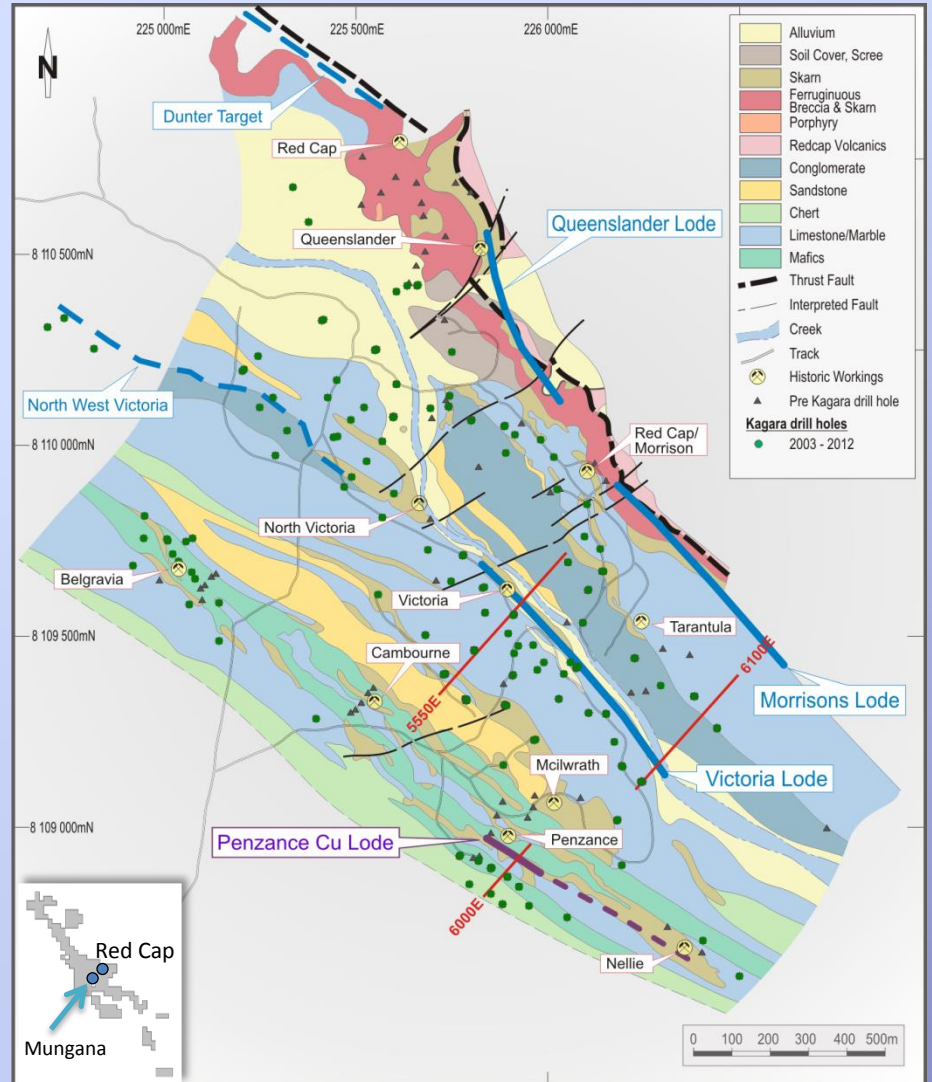 225 000mE
225 500mE
226 000mE
N
Dunter Target
Red Cap
Queenslander
Queenslander Lode
8 110 500mN
North West Victoria
8 110 000mN
Red Cap/
Morrison
North Victoria
Belgravia
Victoria
Tarantula
8 109 500mN
Cambourne
5550E
6100E
Morrisons Lode
Victoria Lode
Mcilwrath
8 109 000mN
Penzance Cu Lode
Penzance
6000E
Nellie
Alluvium
Soil Cover, Scree
Skarn
Ferruginuous
Breccia & Skarn
Porphyry
Redcap Volcanics
Conglomerate
Sandstone
Chert
Limestone/Marble
Mafics
Thrust Fault
Interpreted Fault
Creek
Track
Historic Workings
Pre Kagara drill hole
Kagara drill holes
2003 - 2012
Red Cap
Mungana
0 100 200 300 400 500m